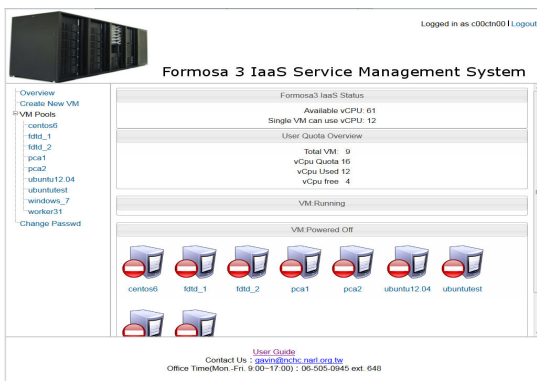 Logged in as c00ctn00 | Logout
Formosa 3 IaaS Service Management System
Overview
Create New VM
VM Pools
centos6
fdtd_1
fdtd_2
pca1
pca2
ubuntu12.04
ubuntutest
windows_7
worker31
Change Passwd
Formosa3 IaaS Status
Available vCPU: 61
Single VM can use vCPU: 12
User Quota Overview
Total VM: 9
vCpu Quota 16
vCpu Used 12
vCpu free 4
VM:Running
VM:Powered Off
centos6 fdtd_1 fdtd_2 pca1 pca2 ubuntu12.04 ubuntutest
User Guide
Contact Us : gavin@nchc.narl.org.tw
Office Time(Mon.-Fri. 9:00~17:00) : 06-505-0945 ext. 648